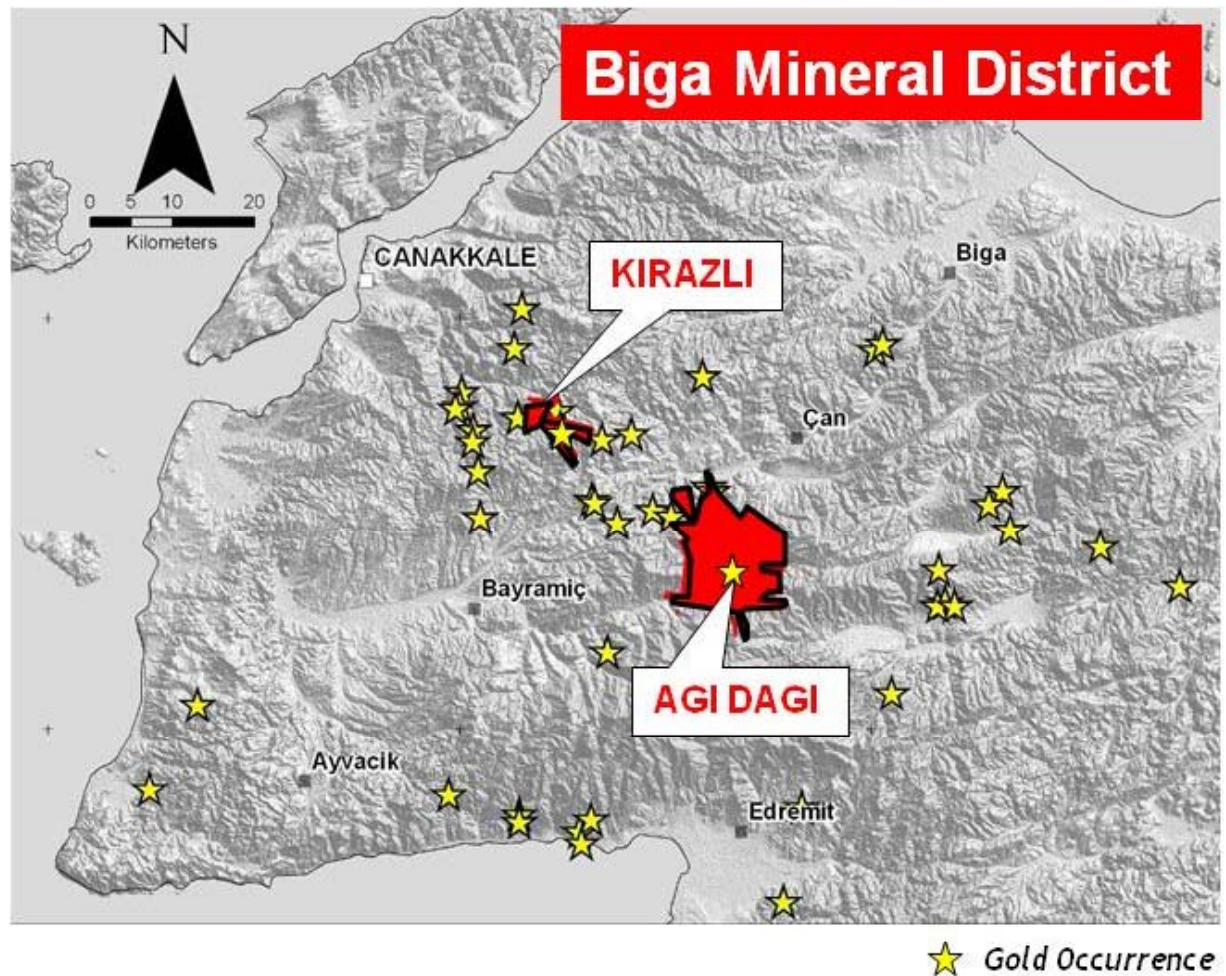 Biga Mineral District
N
0 5 10 20
Kilometers
CANAKKALE
Biga
KIRAZLI
Çan
Bayramiç
AGI DAGI
Ayvacik
Edremit
Gold Occurrence